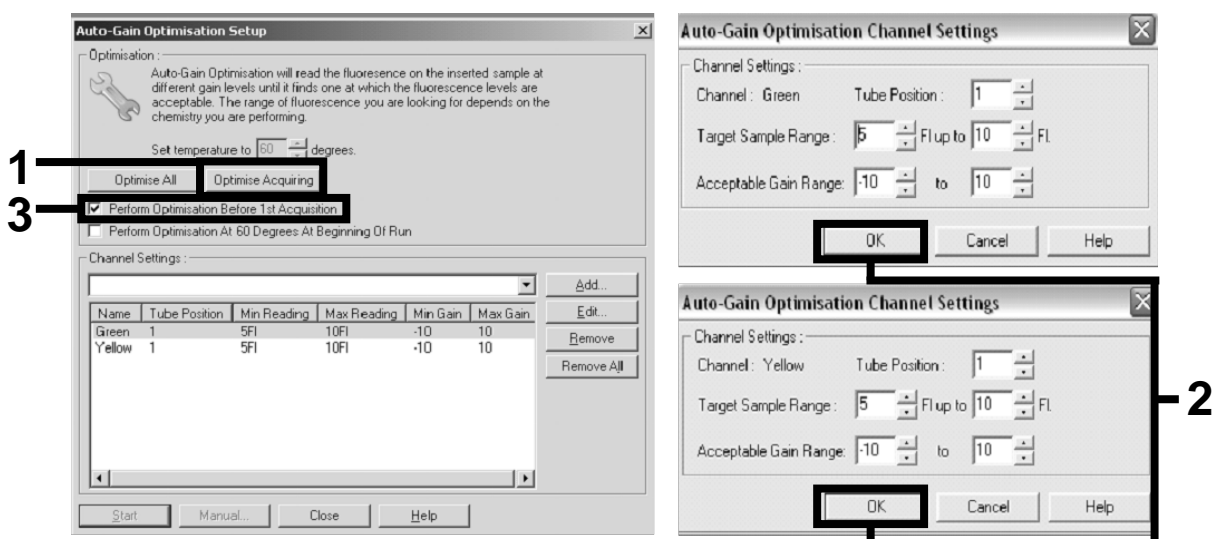 Auto-Gain Optimisation Setup
Optimisation :
Auto-Gain Optimisation will read the fluoresence on the inserted sample at
different gain levels until it finds one at which the fluorescence levels are
acceptable. The range of fluorescence you are looking for depends on the
chemistry you are performing.
Set temperature to 60 degrees.
1
Optimise All Optimise Acquiring
3
Perform Optimisation Before 1st Acquisition
Perform Optimisation At 60 Degrees At Beginning Of Run
Channel Settings :
Add...
Name Tube Position Min Reading Max Reading Min Gain Max Gain
Green 1 5Fl 10Fl -10 10
Yellow 1 5Fl 10Fl -10 10
Edit...
Remove
Remove All
Start Manual... Close Help
Auto-Gain Optimisation Channel Settings
Channel Settings :
Channel : Green Tube Position : 1
Target Sample Range : 5 Fl up to 10 Fl.
Acceptable Gain Range: -10 to 10
OK Cancel Help
Auto-Gain Optimisation Channel Settings
Channel Settings :
Channel : Yellow Tube Position : 1
Target Sample Range : 5 Fl up to 10 Fl.
Acceptable Gain Range: -10 to 10
OK Cancel Help
2